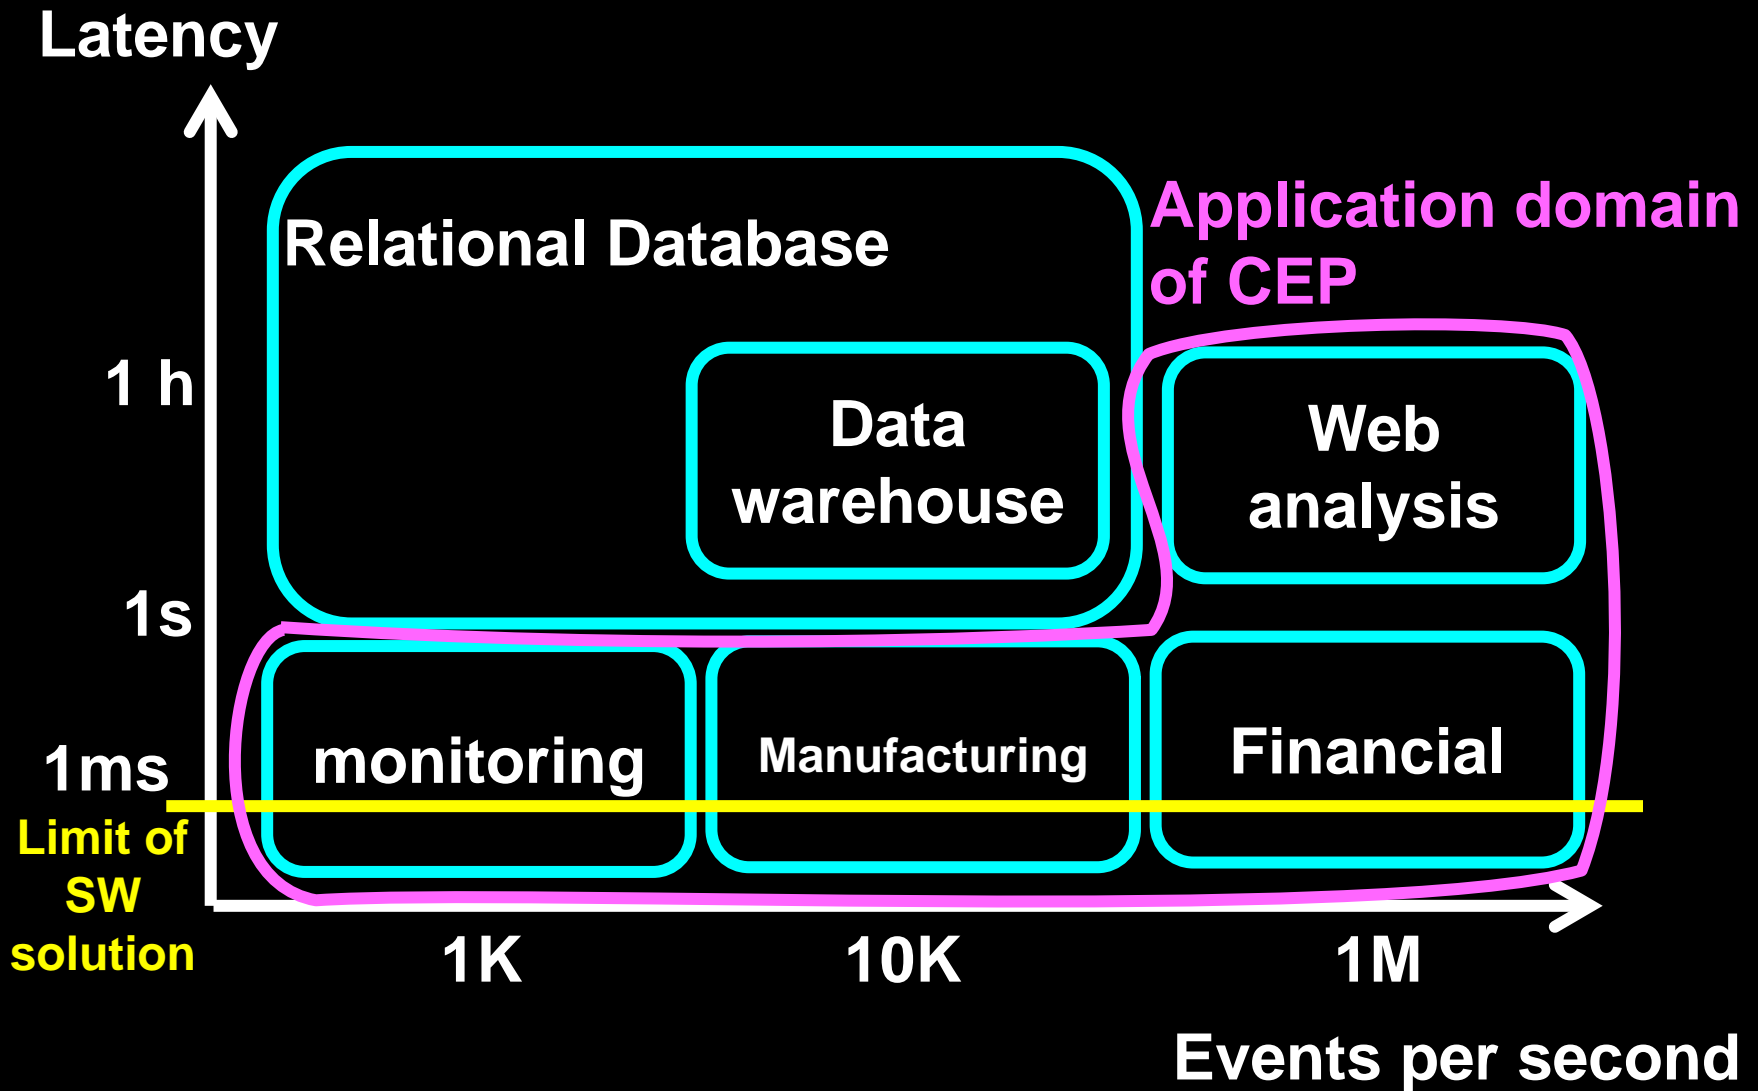 Latency
Relational Database
Application domain
of CEP
1 h
Data
warehouse
Web
analysis
1s
1ms
monitoring
Manufacturing
Financial
Limit of
SW
solution
1K
10K
1M
Events per second